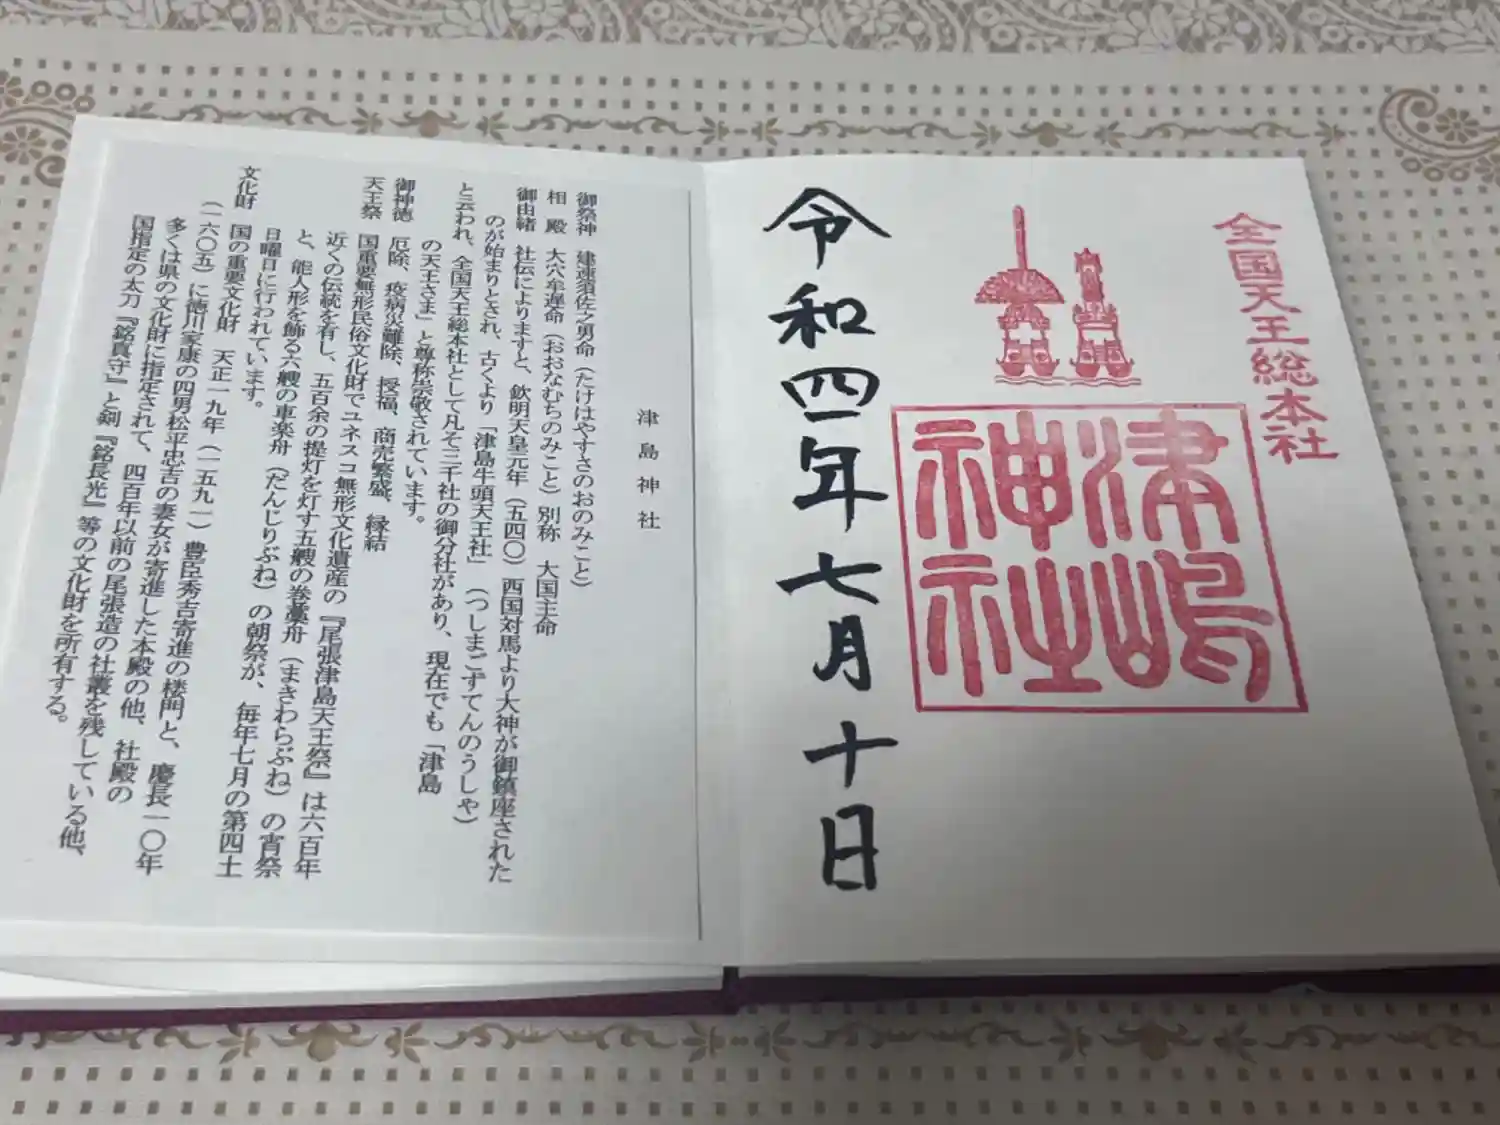 全国天王総本社
津嶋
神社
令和四年七月十日
津島神社
御祭神　建速須佐之男命（たけはやすさのおのみこと）
相　殿　大穴牟遅命（おおなむちのみこと）別称　大国主命
御由緒　社伝によりますと、欽明天皇元年（五四〇）西国対馬より大神が御鎮座された
のが始まりとされ、古くより「津島牛頭天王社」（つしまごずてんのうしゃ）
と云われ、全国天王総本社として凡そ三千社の御分社があり、現在でも「津島
の天王さま」と尊称崇敬されています。
御神徳　厄除、疫病災難除、授福、商売繁盛、縁結
天王祭　国重要無形民俗文化財でユネスコ無形文化遺産の『尾張津島天王祭』は六百年
近くの伝統を有し、五百余の提灯を灯す五艘の巻藁舟（まきわらぶね）の宵祭
と、能人形を飾る六艘の車楽舟（だんじりぶね）の朝祭が、毎年七月の第四土
日曜日に行われています。
文化財　国の重要文化財　天正一九年（一五九一）豊臣秀吉寄進の楼門と、慶長一〇年
（一六〇五）に徳川家康の四男松平忠吉の妻女が寄進した本殿の他、社殿の
多くは県の文化財に指定されて、四百年以前の尾張造の社叢を残している他、
国指定の太刀『銘真守』と剣『銘長光』等の文化財を所有する。